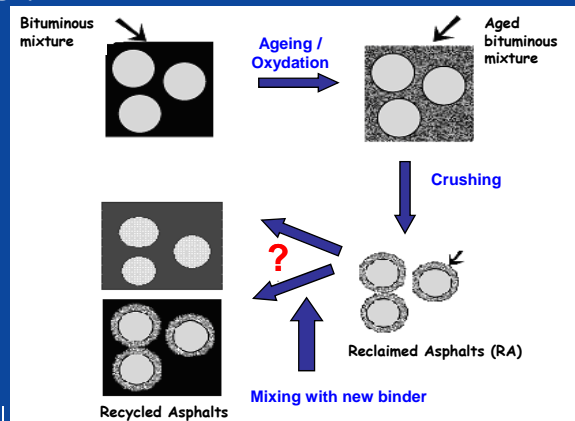 Bituminous
mixture
Ageing /
Oxydation
Aged
bituminous
mixture
Crushing
?
Reclaimed Asphalts (RA)
Mixing with new binder
Recycled Asphalts